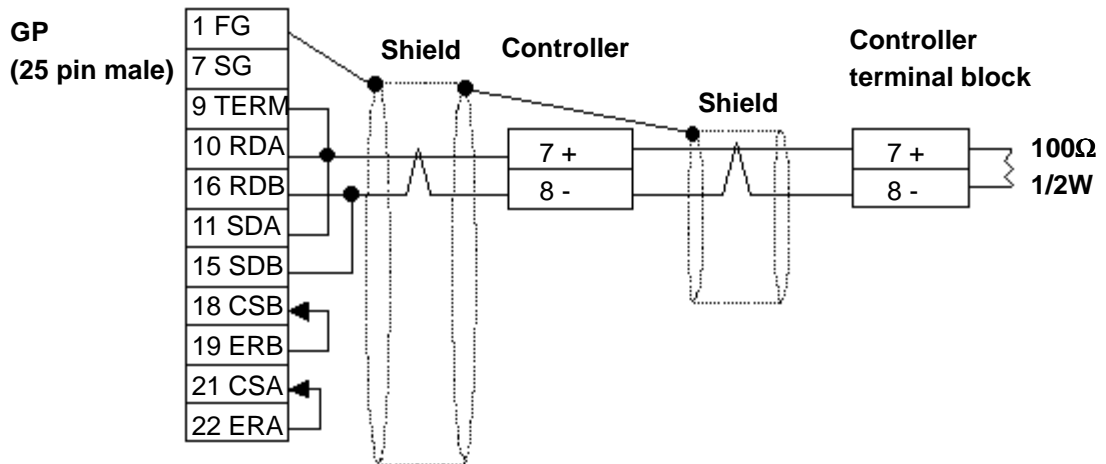 GP
(25 pin male)
1 FG
7 SG
9 TERM
10 RDA
16 RDB
11 SDA
15 SDB
18 CSB
19 ERB
21 CSA
22 ERA
Shield
Controller
7 +
8 -
Shield
Controller
terminal block
7 +
8 -
100Ω
1/2W